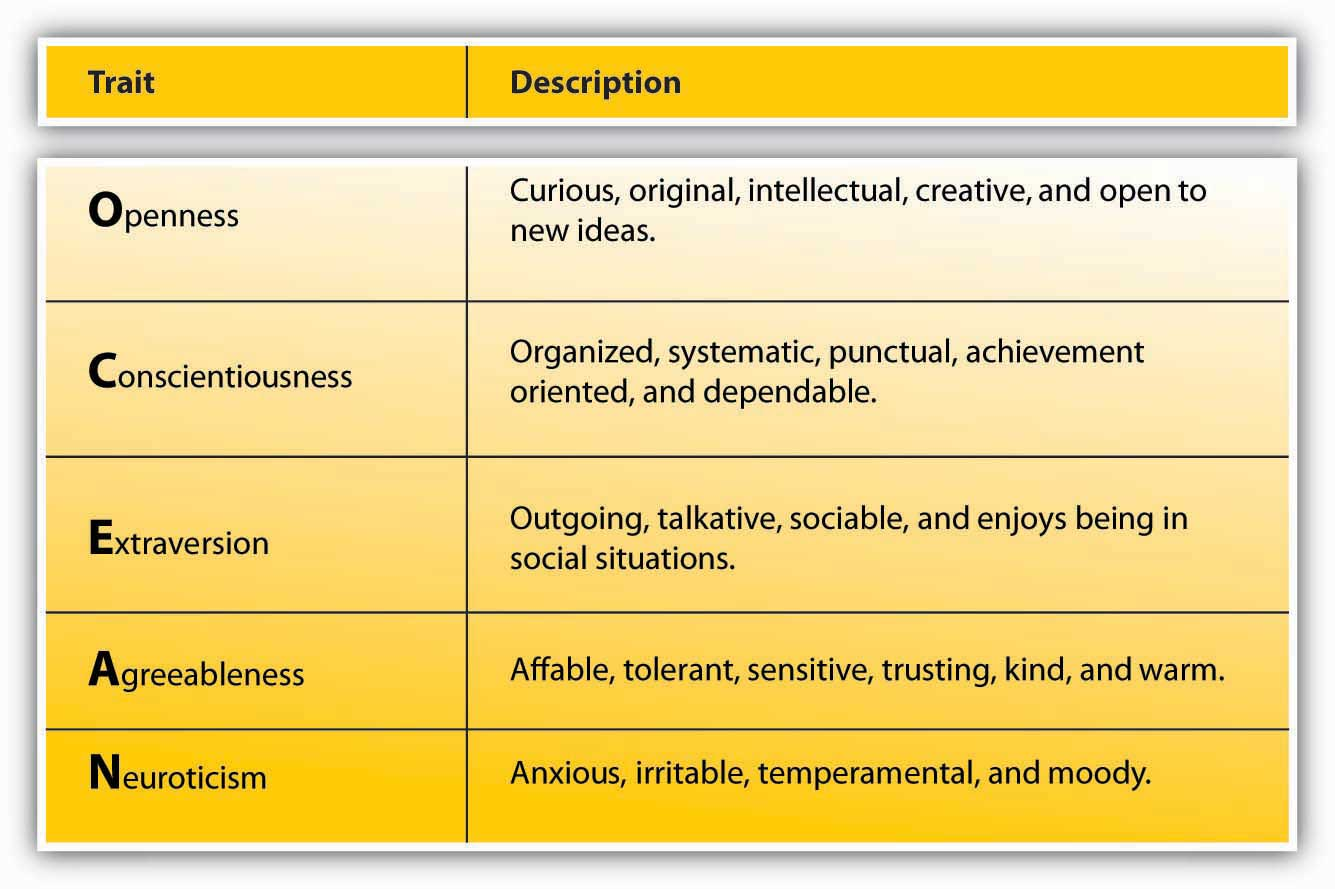 Trait Description
Openness
Curious, original, intellectual, creative, and open to
new ideas.
Conscientiousness
Organized, systematic, punctual, achievement
oriented, and dependable.
Extraversion
Outgoing, talkative, sociable, and enjoys being in
social situations.
Agreeableness
Affable, tolerant, sensitive, trusting, kind, and warm.
Neuroticism
Anxious, irritable, temperamental, and moody.